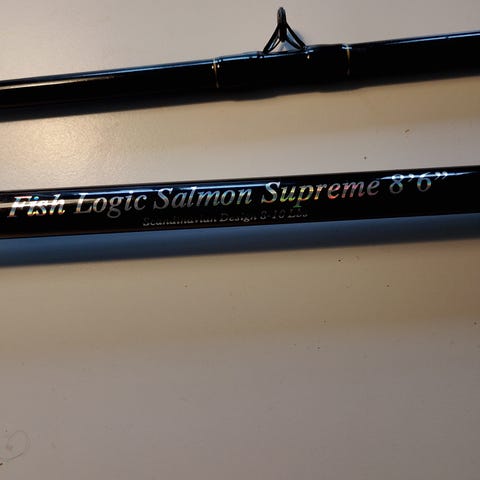 Fish Logic Salmon Supreme 8'6”
Scandinavian Design 8-10 Lbs